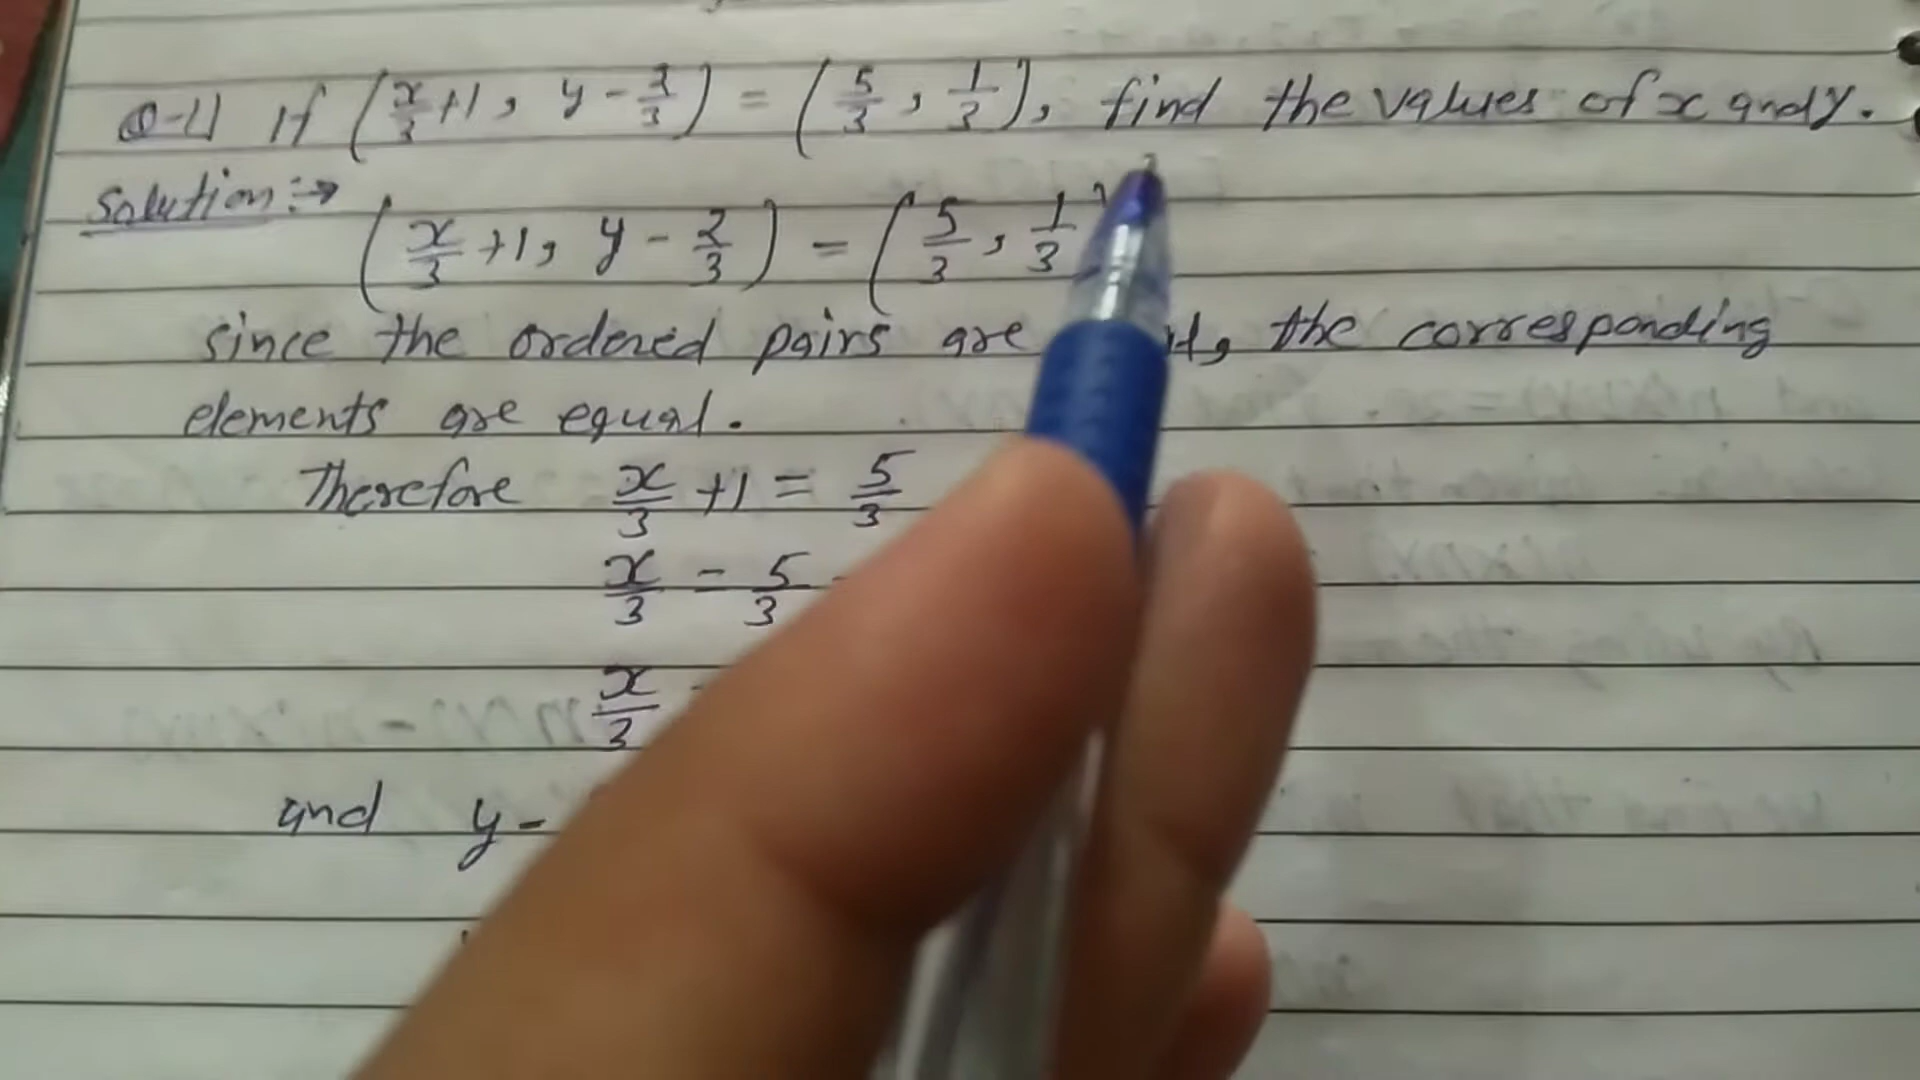 Q-1) If (x/3+1, y-2/3) = (5/3, 1/3), find the values of x and y.
Solution:→
(x/3 +1, y - 2/3) = (5/3, 1/3
since the ordered pairs are the corresponding
elements are equal.
Therefore x/3 +1 = 5/3
x/3 = 5/3
x/3
and y-